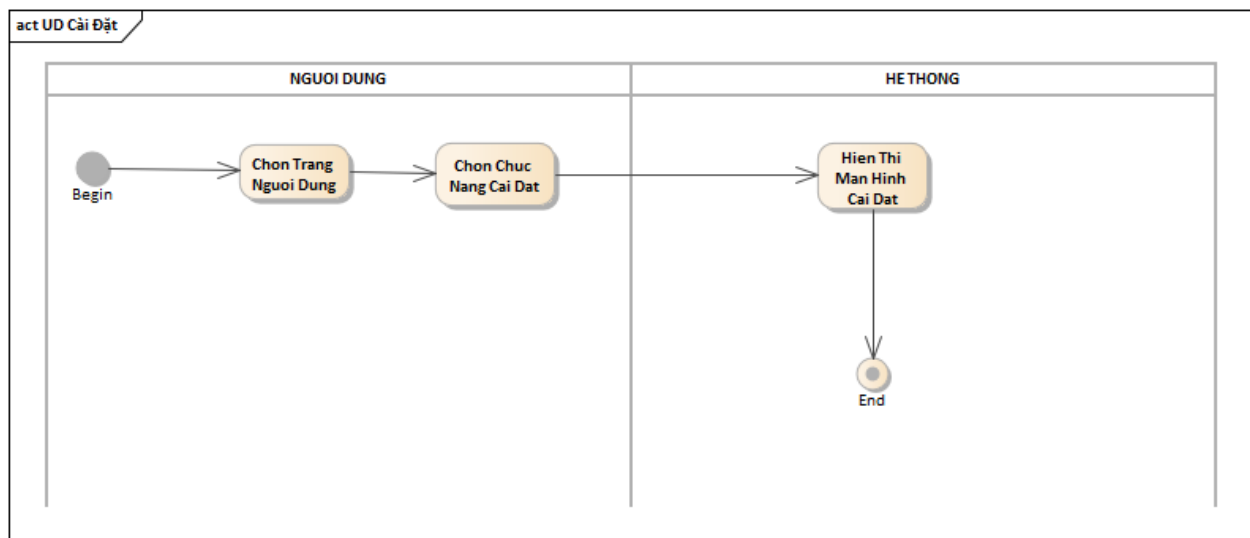 act UD Cài Đặt
NGUOI DUNG
HE THONG
Begin
Chon Trang
Nguoi Dung
Chon Chuc
Nang Cai Dat
Hien Thi
Man Hinh
Cai Dat
End